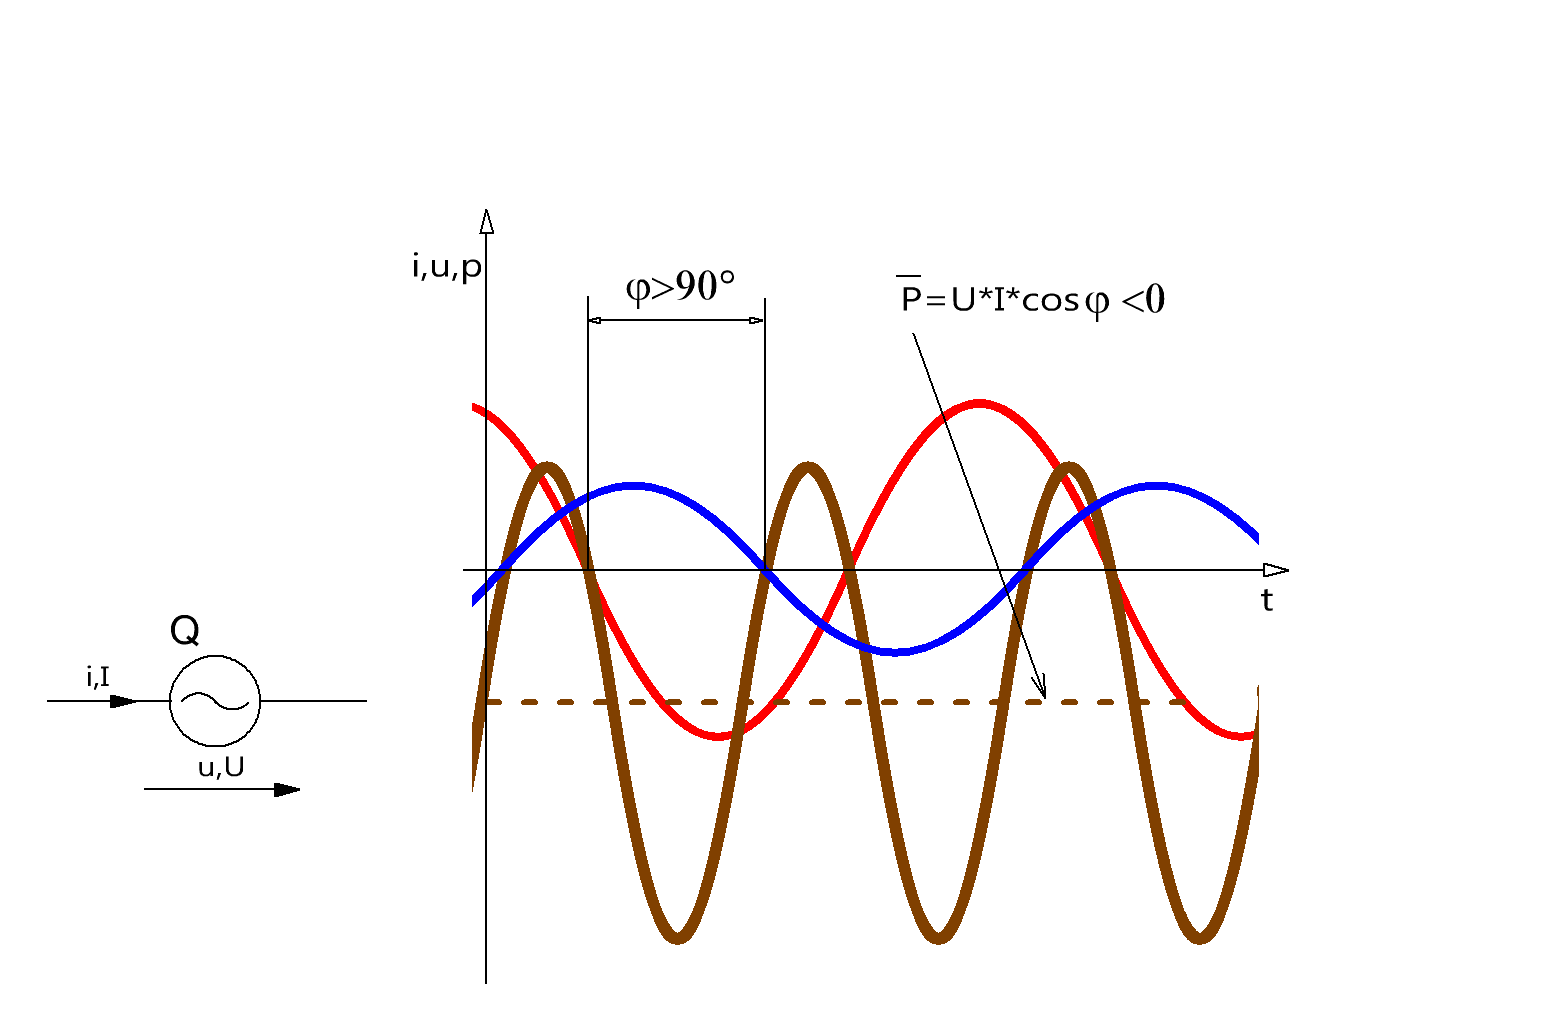 i,u,p
φ>90°
P=U*I*cosφ <0
t
Q
i,I
u,U